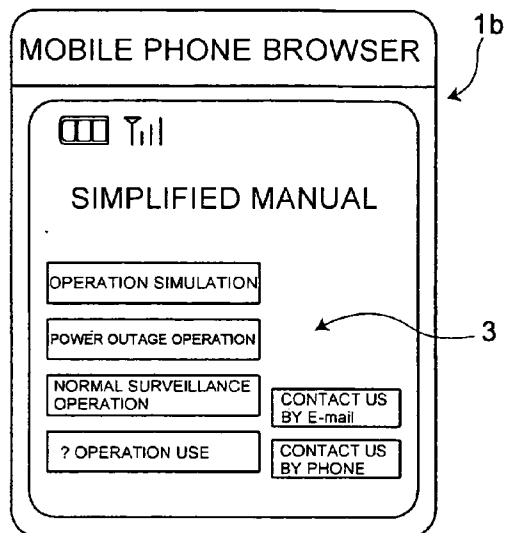 1b
MOBILE PHONE BROWSER
SIMPLIFIED MANUAL
OPERATION SIMULATION
POWER OUTAGE OPERATION
3
NORMAL SURVEILLANCE
OPERATION
CONTACT US
BY E-mail
? OPERATION USE
CONTACT US
BY PHONE